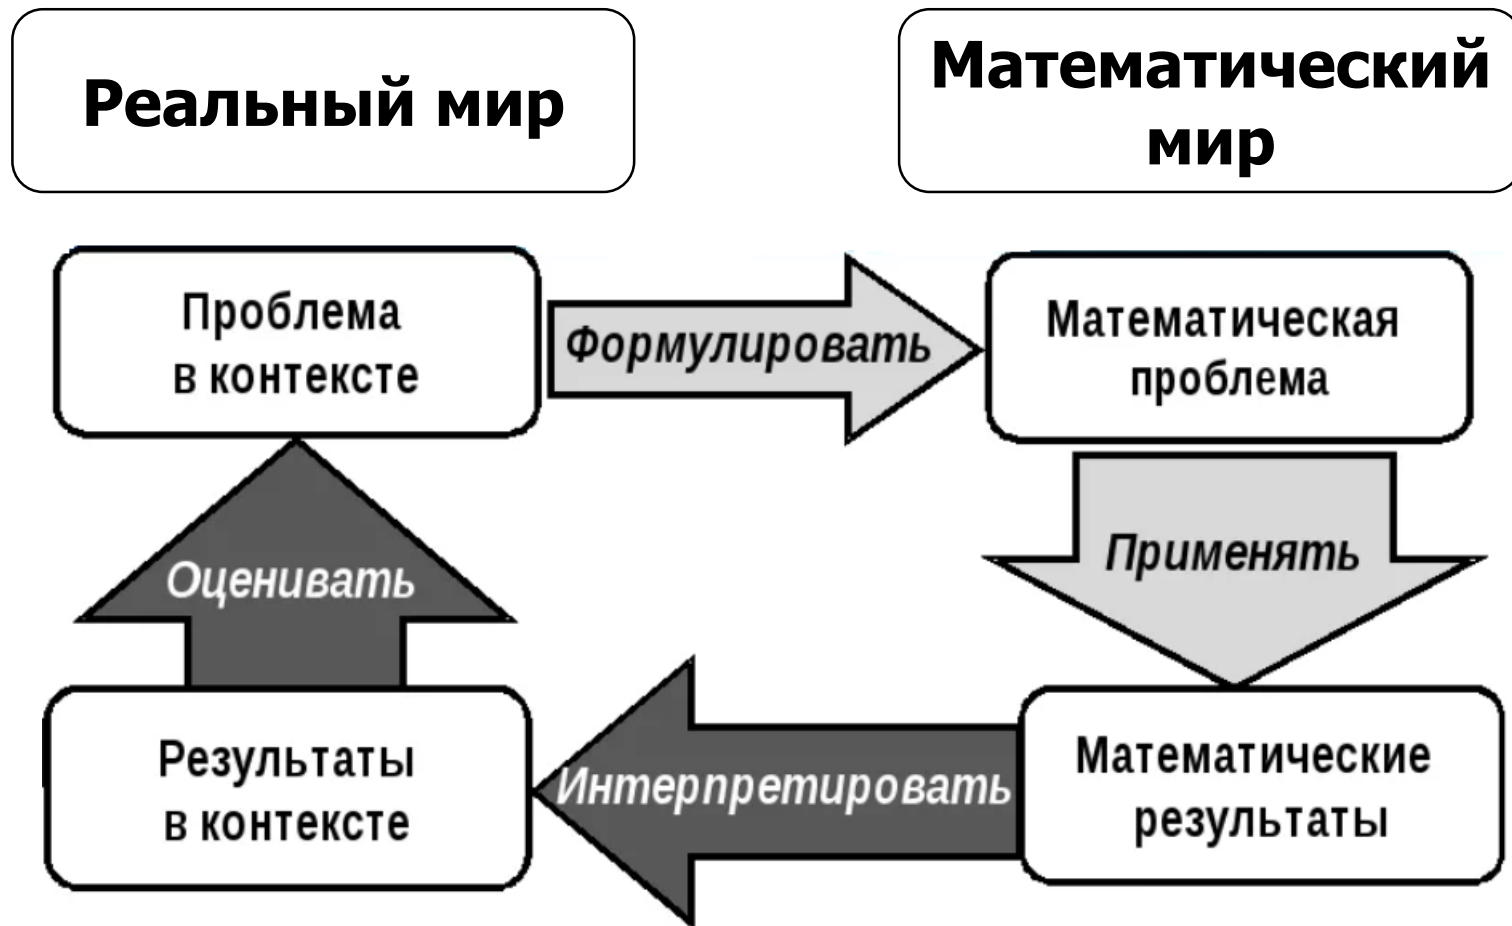 Реальный мир
Математический
мир
Проблема
в контексте
Формулировать
Математическая
проблема
Оценивать
Применять
Результаты
в контексте
Интерпретировать
Математические
результаты